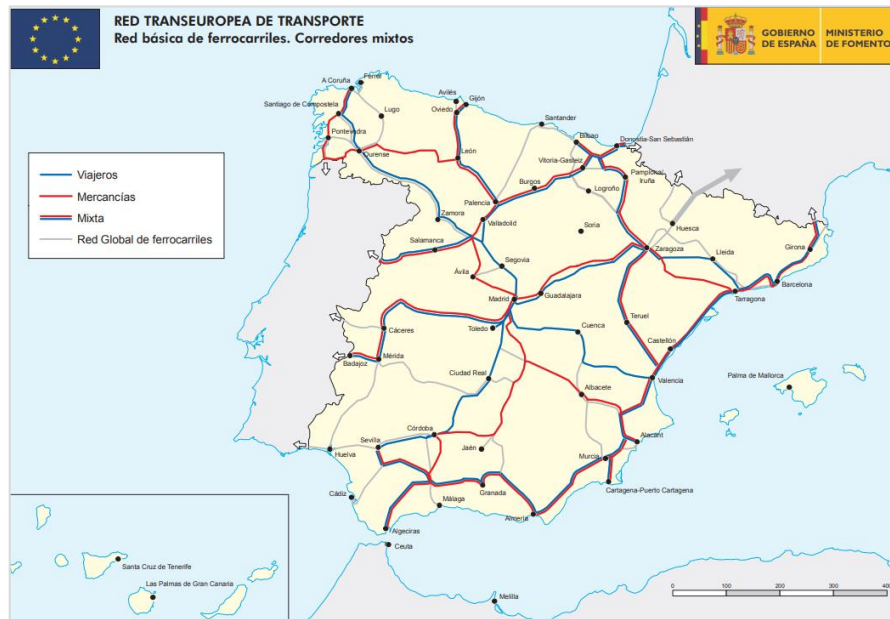 RED TRANSEUROPEA DE TRANSPORTE
Red básica de ferrocarriles. Corredores mixtos
GOBIERNO DE ESPAÑA
MINISTERIO DE FOMENTO
Viajeros
Mercancías
Mixta
Red Global de ferrocarriles
Ferrol
A Coruña
Avilés
Gijón
Oviedo
Santander
Bilbao
Donostia-San Sebastián
Santiago de Compostela
Lugo
Pontevedra
Ourense
León
Vitoria-Gasteiz
Pamplona/
Iruña
Burgos
Logroño
Palencia
Huesca
Zamora
Valladolid
Soria
Zaragoza
Lleida
Girona
Salamanca
Segovia
Barcelona
Tarragona
Ávila
Madrid
Guadalajara
Teruel
Toledo
Cuenca
Castellón
Cáceres
Badajoz
Mérida
Ciudad Real
Albacete
Valencia
Palma de Mallorca
Córdoba
Sevilla
Jaén
Alacant
Murcia
Huelva
Cartagena-Puerto Cartagena
Cádiz
Granada
Málaga
Almería
Algeciras
Ceuta
Melilla
Santa Cruz de Tenerife
Las Palmas de Gran Canaria
0 100 200 300 400